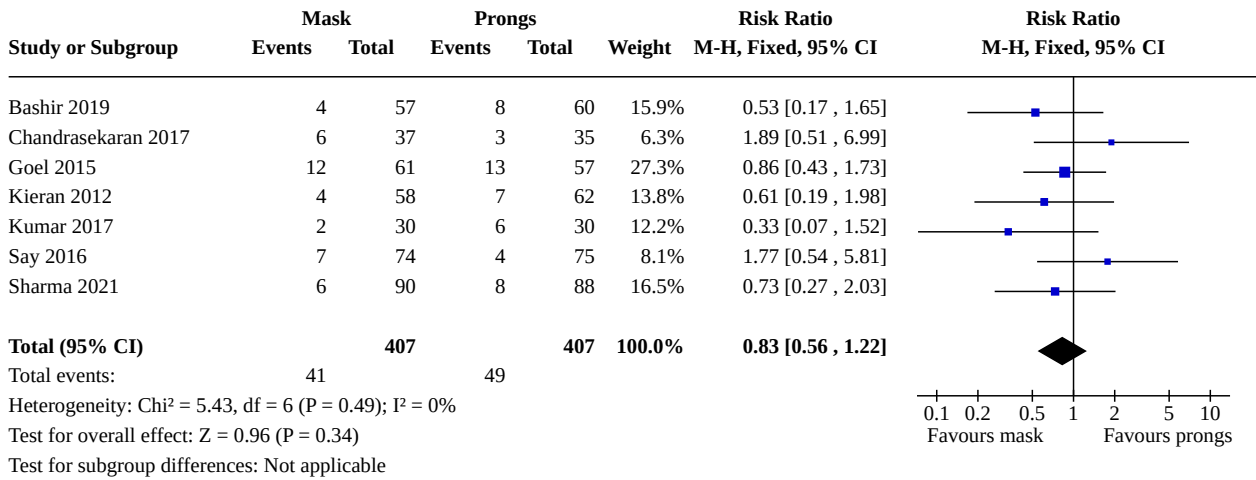 Mask Prongs Risk Ratio Risk Ratio
Study or Subgroup Events Total Events Total Weight M-H, Fixed, 95% CI M-H, Fixed, 95% CI
Bashir 2019 4 57 8 60 15.9% 0.53 [0.17 , 1.65]
Chandrasekaran 2017 6 37 3 35 6.3% 1.89 [0.51 , 6.99]
Goel 2015 12 61 13 57 27.3% 0.86 [0.43 , 1.73]
Kieran 2012 4 58 7 62 13.8% 0.61 [0.19 , 1.98]
Kumar 2017 2 30 6 30 12.2% 0.33 [0.07 , 1.52]
Say 2016 7 74 4 75 8.1% 1.77 [0.54 , 5.81]
Sharma 2021 6 90 8 88 16.5% 0.73 [0.27 , 2.03]
Total (95% CI) 407 407 100.0% 0.83 [0.56 , 1.22]
Total events: 41 49
Heterogeneity: Chi² = 5.43, df = 6 (P = 0.49); I² = 0%
0.1 0.2 0.5 1 2 5 10
Test for overall effect: Z = 0.96 (P = 0.34)
Favours mask Favours prongs
Test for subgroup differences: Not applicable